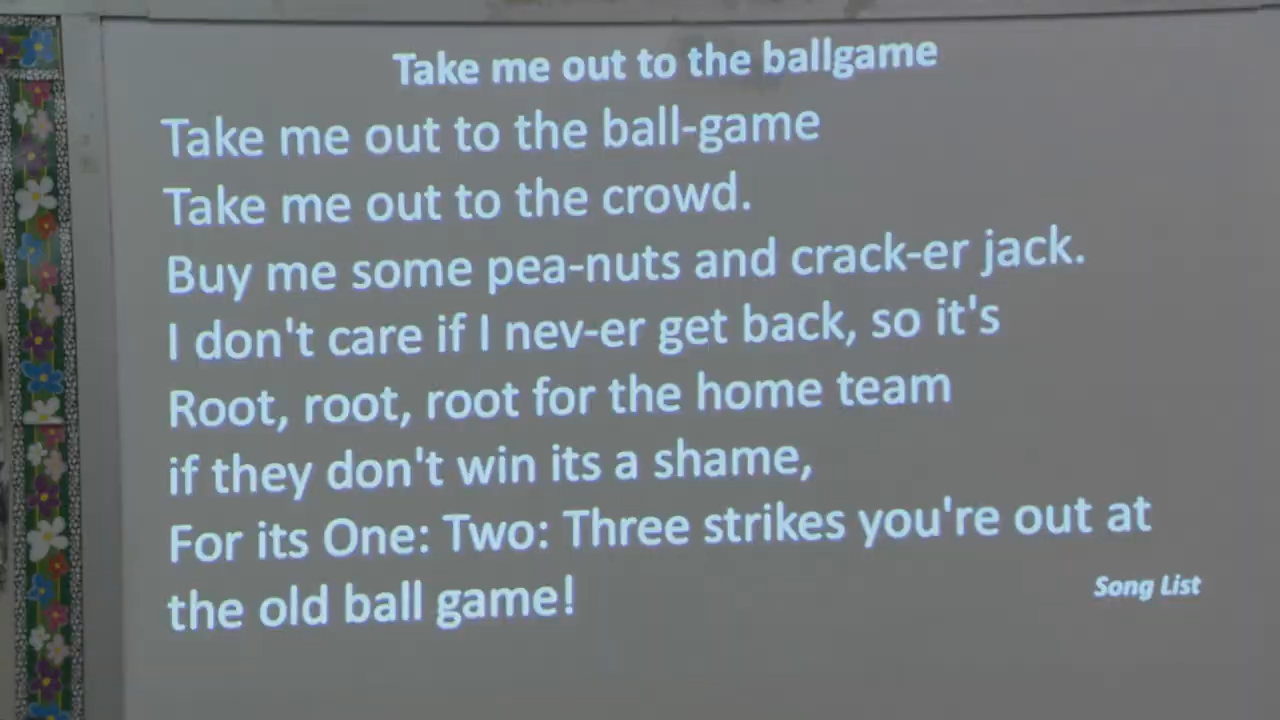 Take me out to the ballgame
Take me out to the ball-game
Take me out to the crowd.
Buy me some pea-nuts and crack-er jack.
I don't care if I nev-er get back, so it's
Root, root, root for the home team
if they don't win its a shame,
For its One: Two: Three strikes you're out at
the old ball game!
Song List